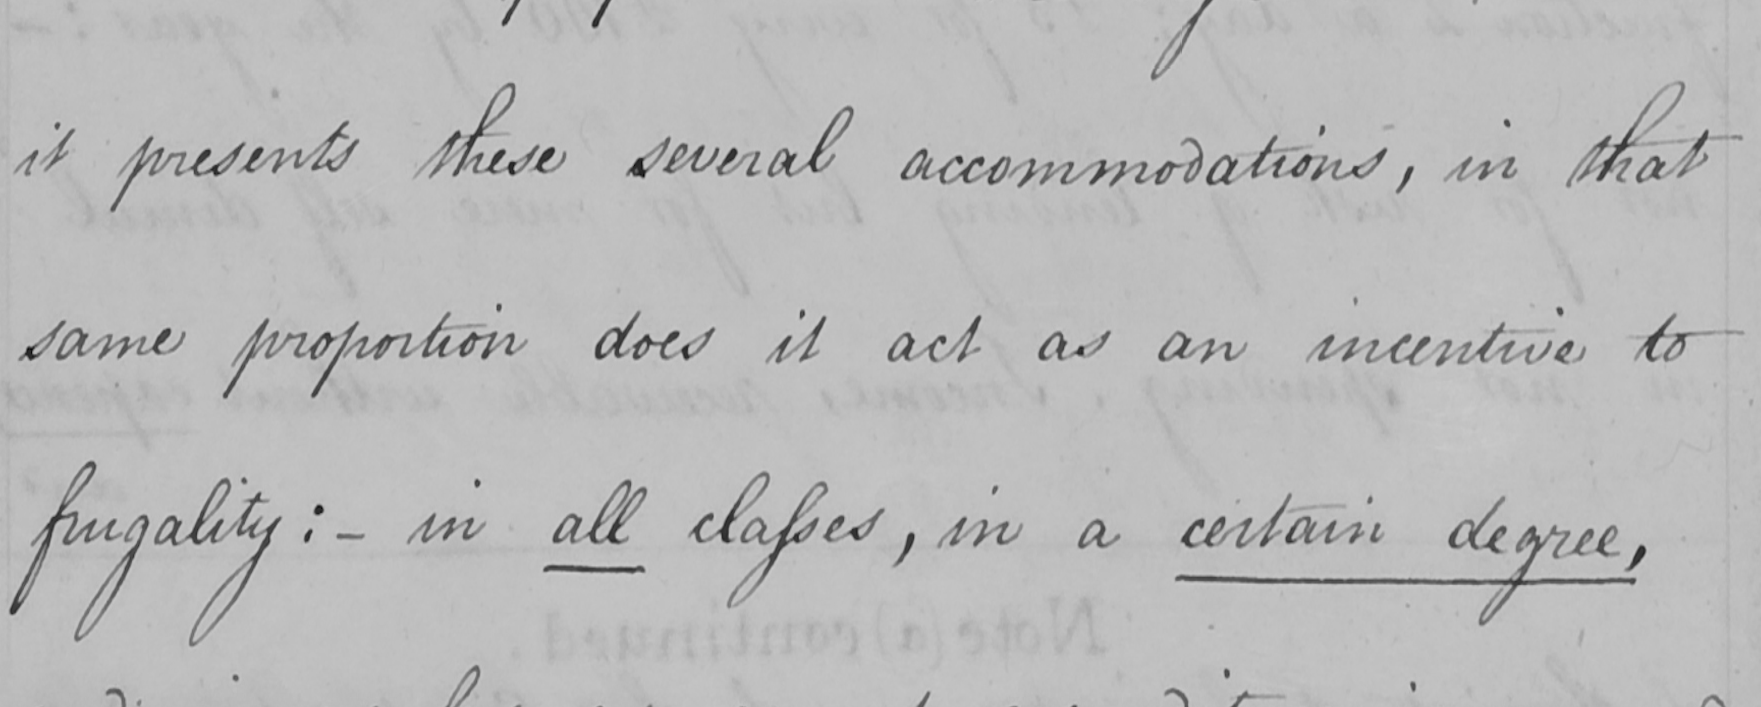 it presents these several accommodations, in that
same proportion does it act as an incentive to
frugality:- in all classes, in a certain degree,